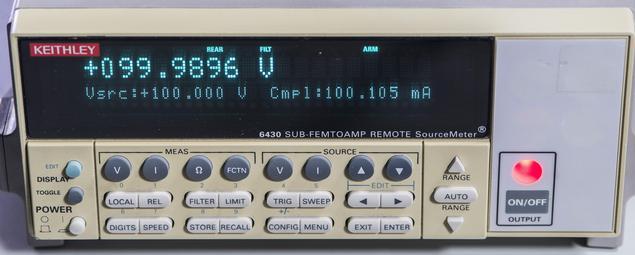 KEITHLEY
REAR FILT ARM
+099.9896 V
Vsrc:+100.000 V Cmpl:100.105 mA
6430 SUB-FEMTOAMP REMOTE SourceMeter®
MEAS SOURCE
EDIT
DISPLAY
TOGGLE
POWER
V I Ω FCTN V I ▲ ▼
EDIT
0 1 2 3 4 5
LOCAL REL FILTER LIMIT TRIG SWEEP ◀ ▶
6 7 8 9 +/-
DIGITS SPEED STORE RECALL CONFIG MENU EXIT ENTER
RANGE
AUTO
RANGE
ON/OFF
OUTPUT